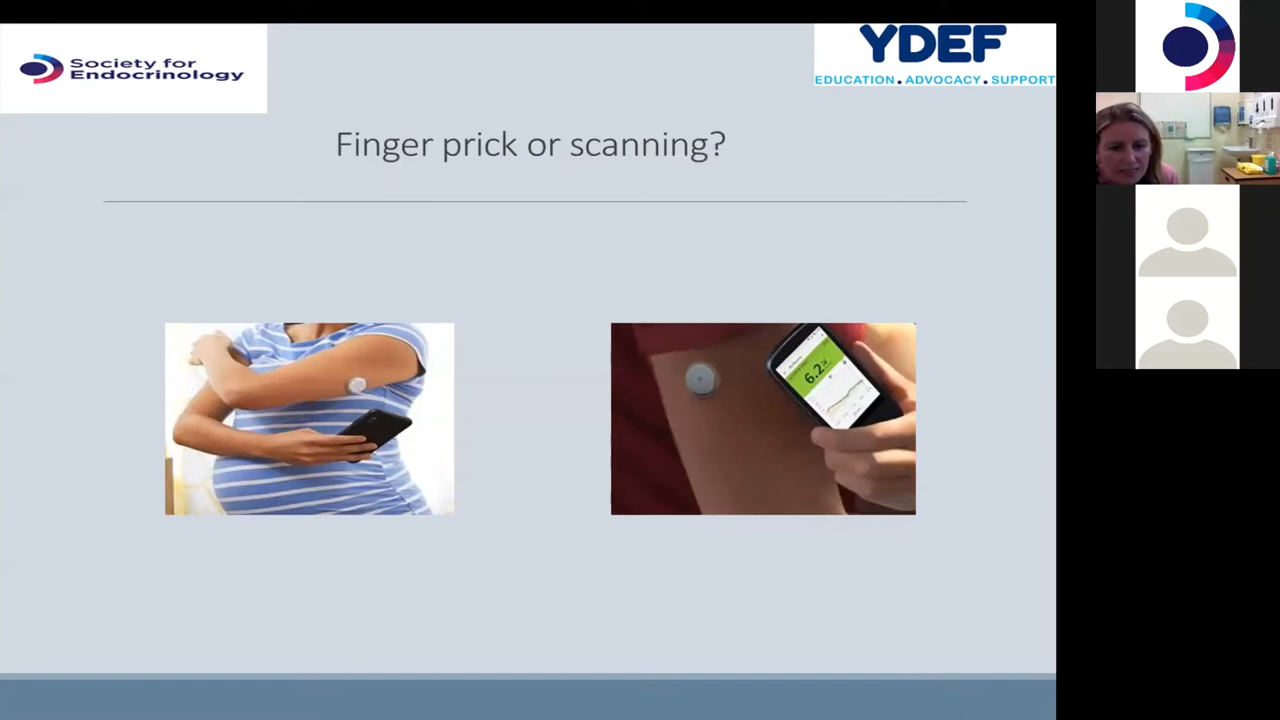 Society for
Endocrinology
YDEF
EDUCATION . ADVOCACY . SUPPORT
Finger prick or scanning?
6.2